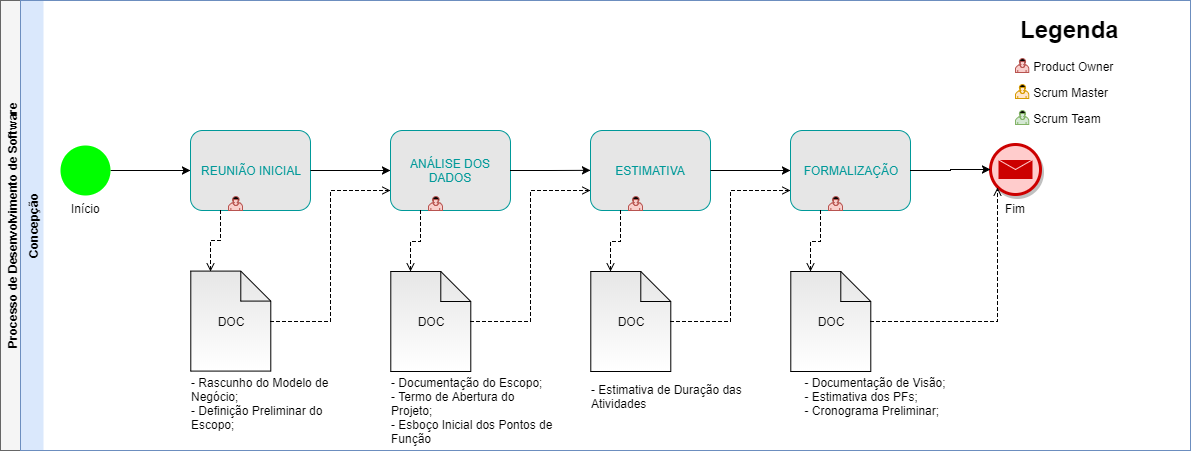 Processo de Desenvolvimento de Software
Concepção
Legenda
Product Owner
Scrum Master
Scrum Team
Início
REUNIÃO INICIAL
ANÁLISE DOS
DADOS
ESTIMATIVA
FORMALIZAÇÃO
Fim
DOC
DOC
DOC
DOC
- Rascunho do Modelo de
Negócio;
- Definição Preliminar do
Escopo;
- Documentação do Escopo;
- Termo de Abertura do
Projeto;
- Esboço Inicial dos Pontos de
Função
- Estimativa de Duração das
Atividades
- Documentação de Visão;
- Estimativa dos PFs;
- Cronograma Preliminar;